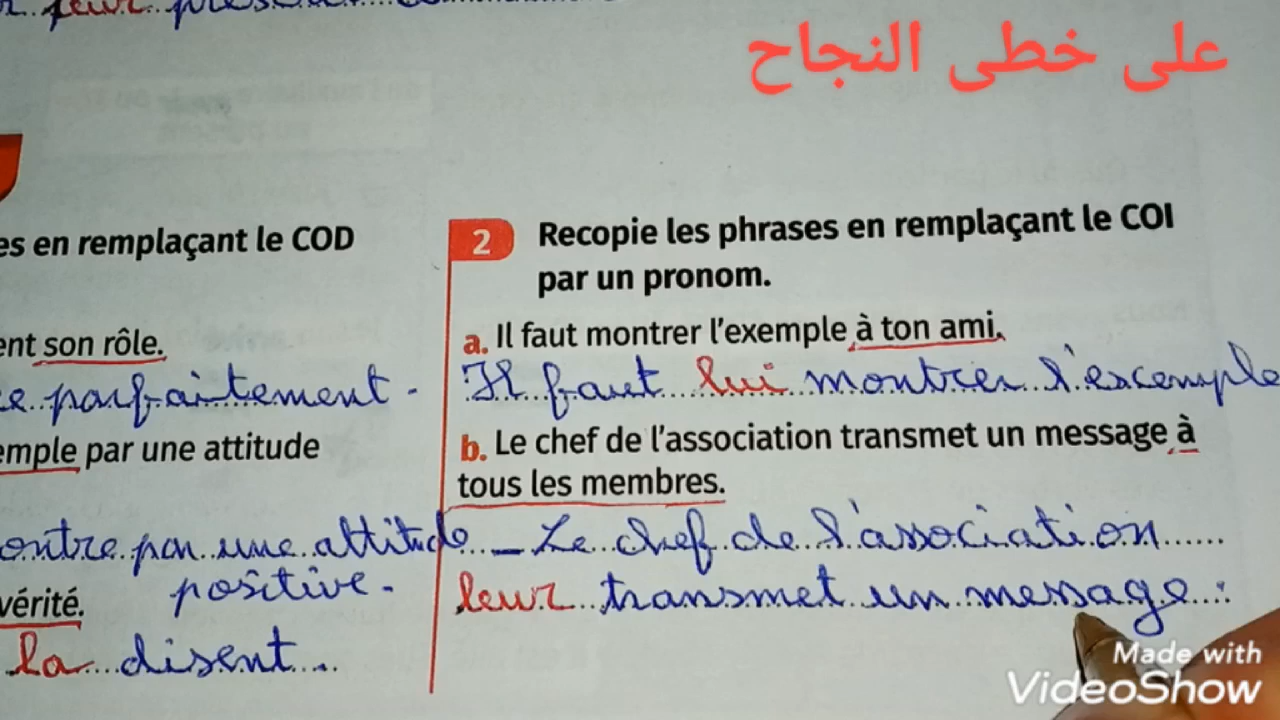 على خطى النجاح
es en remplaçant le COD
ent son rôle.
ce parfaitement.
emple par une attitude
ontre par une attitude
positive.
vérité.
la disent...
2 Recopie les phrases en remplaçant le COI
par un pronom.
a. Il faut montrer l'exemple à ton ami.
Il faut lui montrer l'excemple
b. Le chef de l'association transmet un message à
tous les membres.
_ Le chef de l'association
leur transmet un message.
Made with
VideoShow